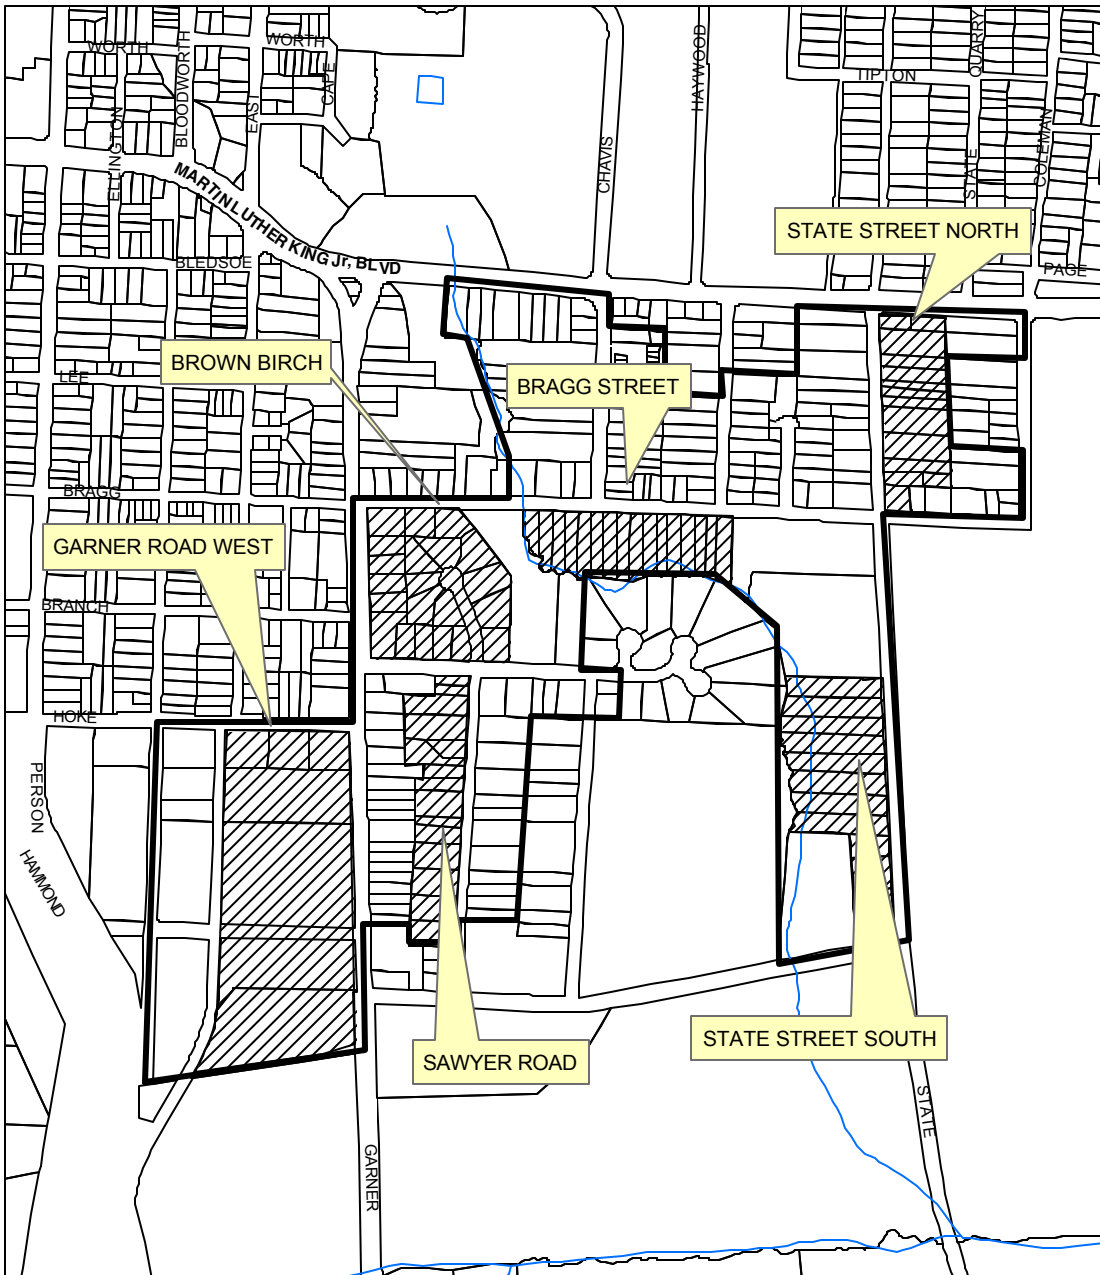 WORTH
WORTH
BLOODWORTH
EAST
CAPE
ELLINGTON
CHAVIS
HAYWOOD
QUARRY
TIPTON
STATE
COLEMAN
MARTIN LUTHER KING Jr, BLVD
STATE STREET NORTH
BLEDSOE
PAGE
BROWN BIRCH
LEE
BRAGG STREET
BRAGG
GARNER ROAD WEST
BRANCH
HOKE
PERSON
HAMMOND
STATE STREET SOUTH
SAWYER ROAD
STATE
GARNER